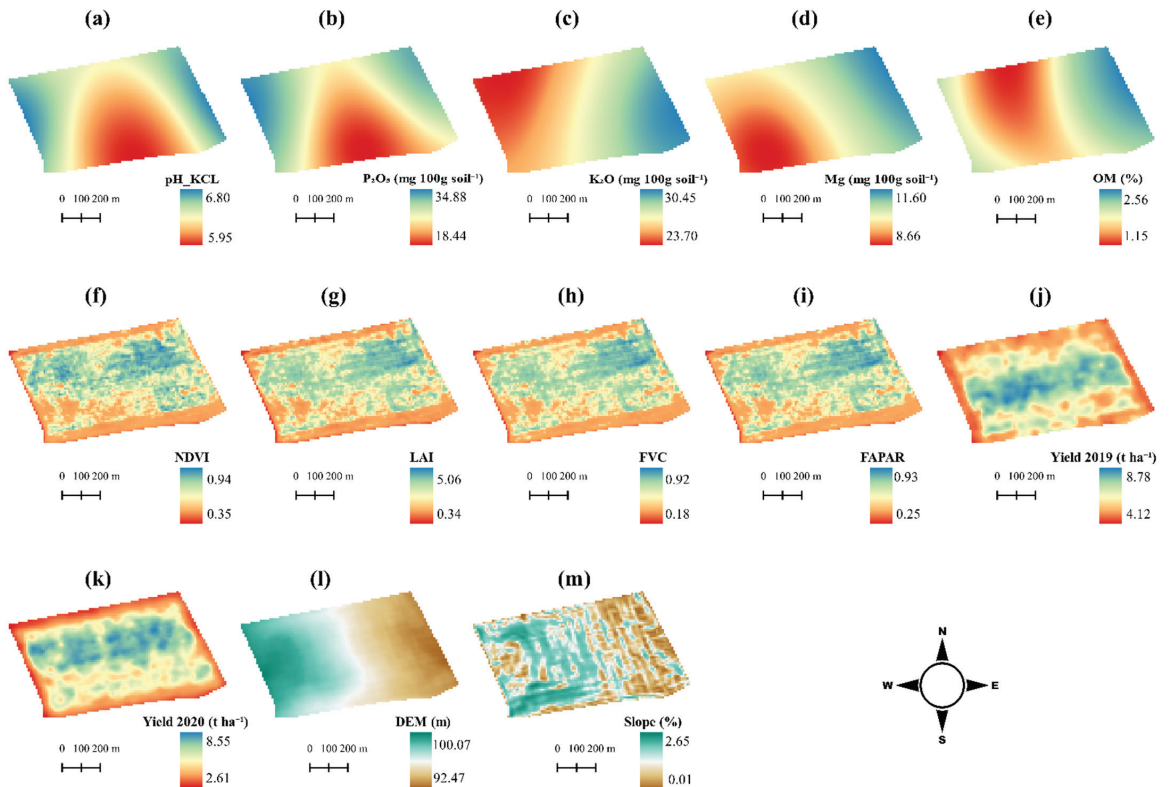 (a) (b) (c) (d) (e)
pH_KCL P₂O₅ (mg 100g soil⁻¹) K₂O (mg 100g soil⁻¹) Mg (mg 100g soil⁻¹) OM (%)
0 100 200 m 6.80 0 100 200 m 34.88 0 100 200 m 30.45 0 100 200 m 11.60 0 100 200 m 2.56
5.95 18.44 23.70 8.66 1.15
(f) (g) (h) (i) (j)
NDVI LAI FVC FAPAR Yield 2019 (t ha⁻¹)
0 100 200 m 0.94 0 100 200 m 5.06 0 100 200 m 0.92 0 100 200 m 0.93 0 100 200 m 8.78
0.35 0.34 0.18 0.25 4.12
(k) (l) (m)
N
W E
S
Yield 2020 (t ha⁻¹) DEM (m) Slope (%)
0 100 200 m 8.55 0 100 200 m 100.07 0 100 200 m 2.65
2.61 92.47 0.01